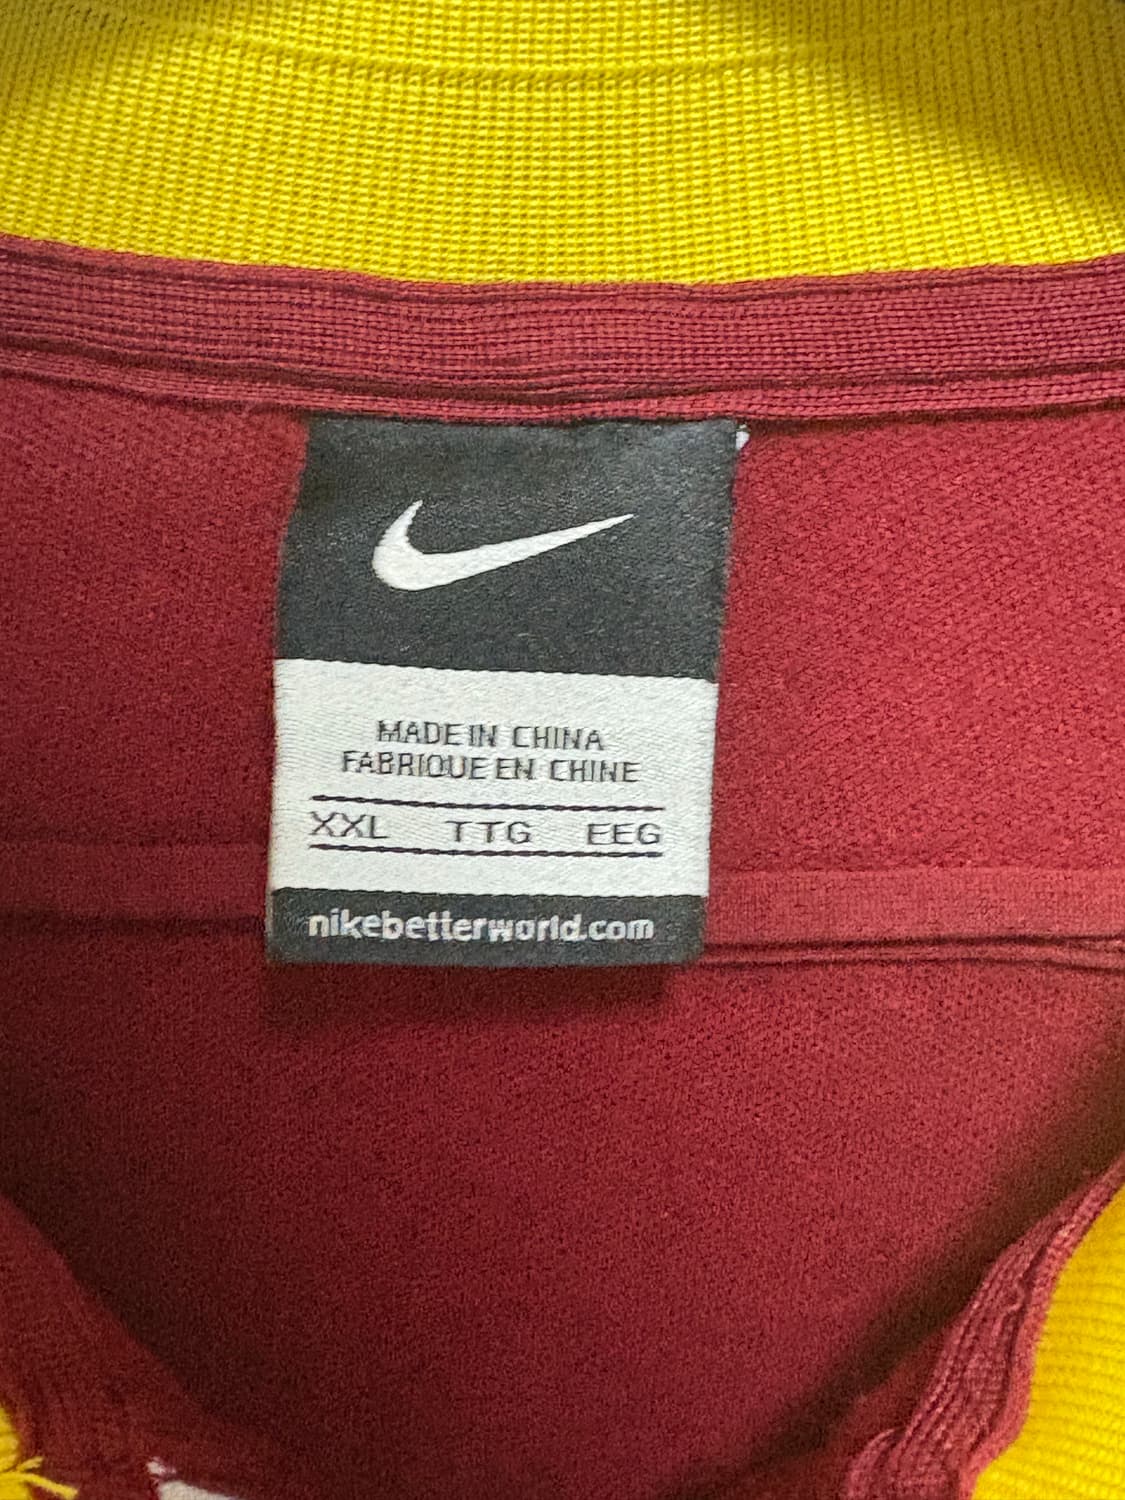 MADE IN CHINA
FABRIQUE EN CHINE
XXL TTG EEG
nikebetterworld.com